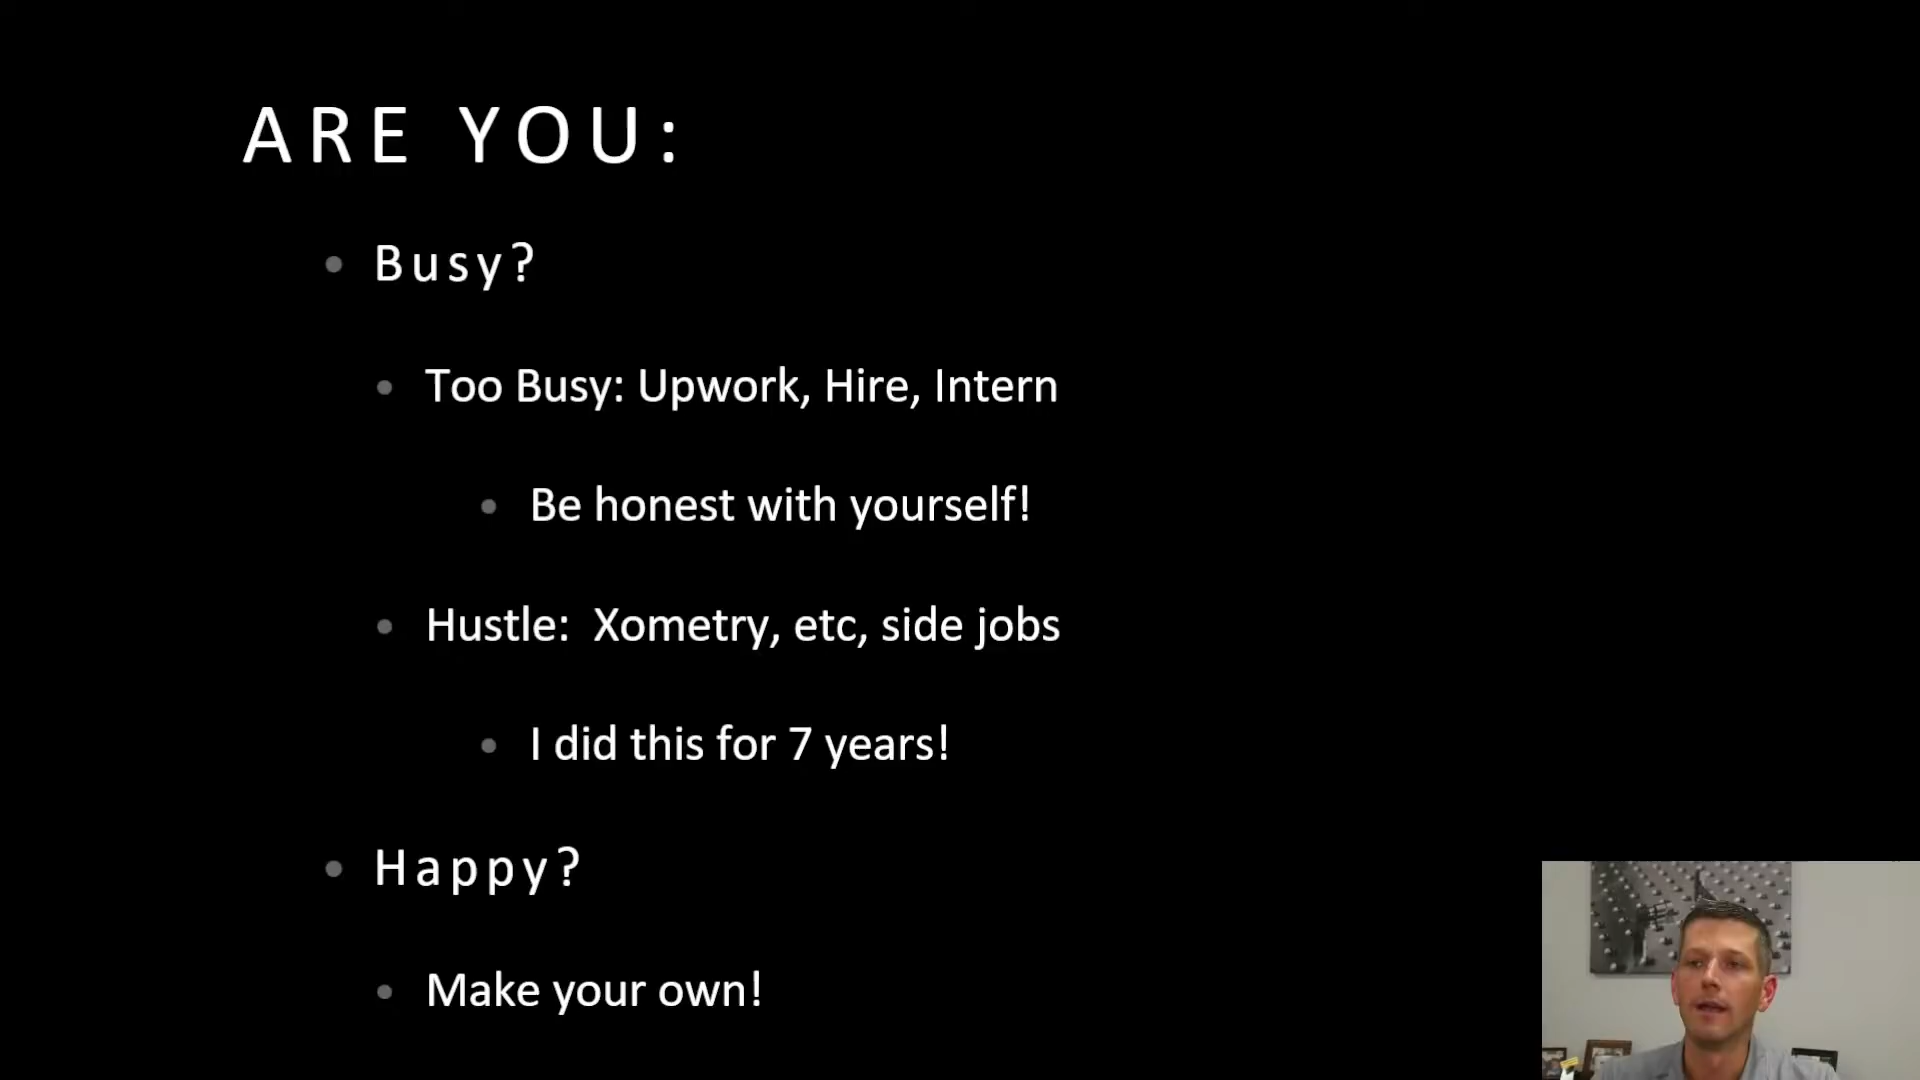 ARE YOU:
Busy?
Too Busy: Upwork, Hire, Intern
Be honest with yourself!
Hustle:  Xometry, etc, side jobs
I did this for 7 years!
Happy?
Make your own!